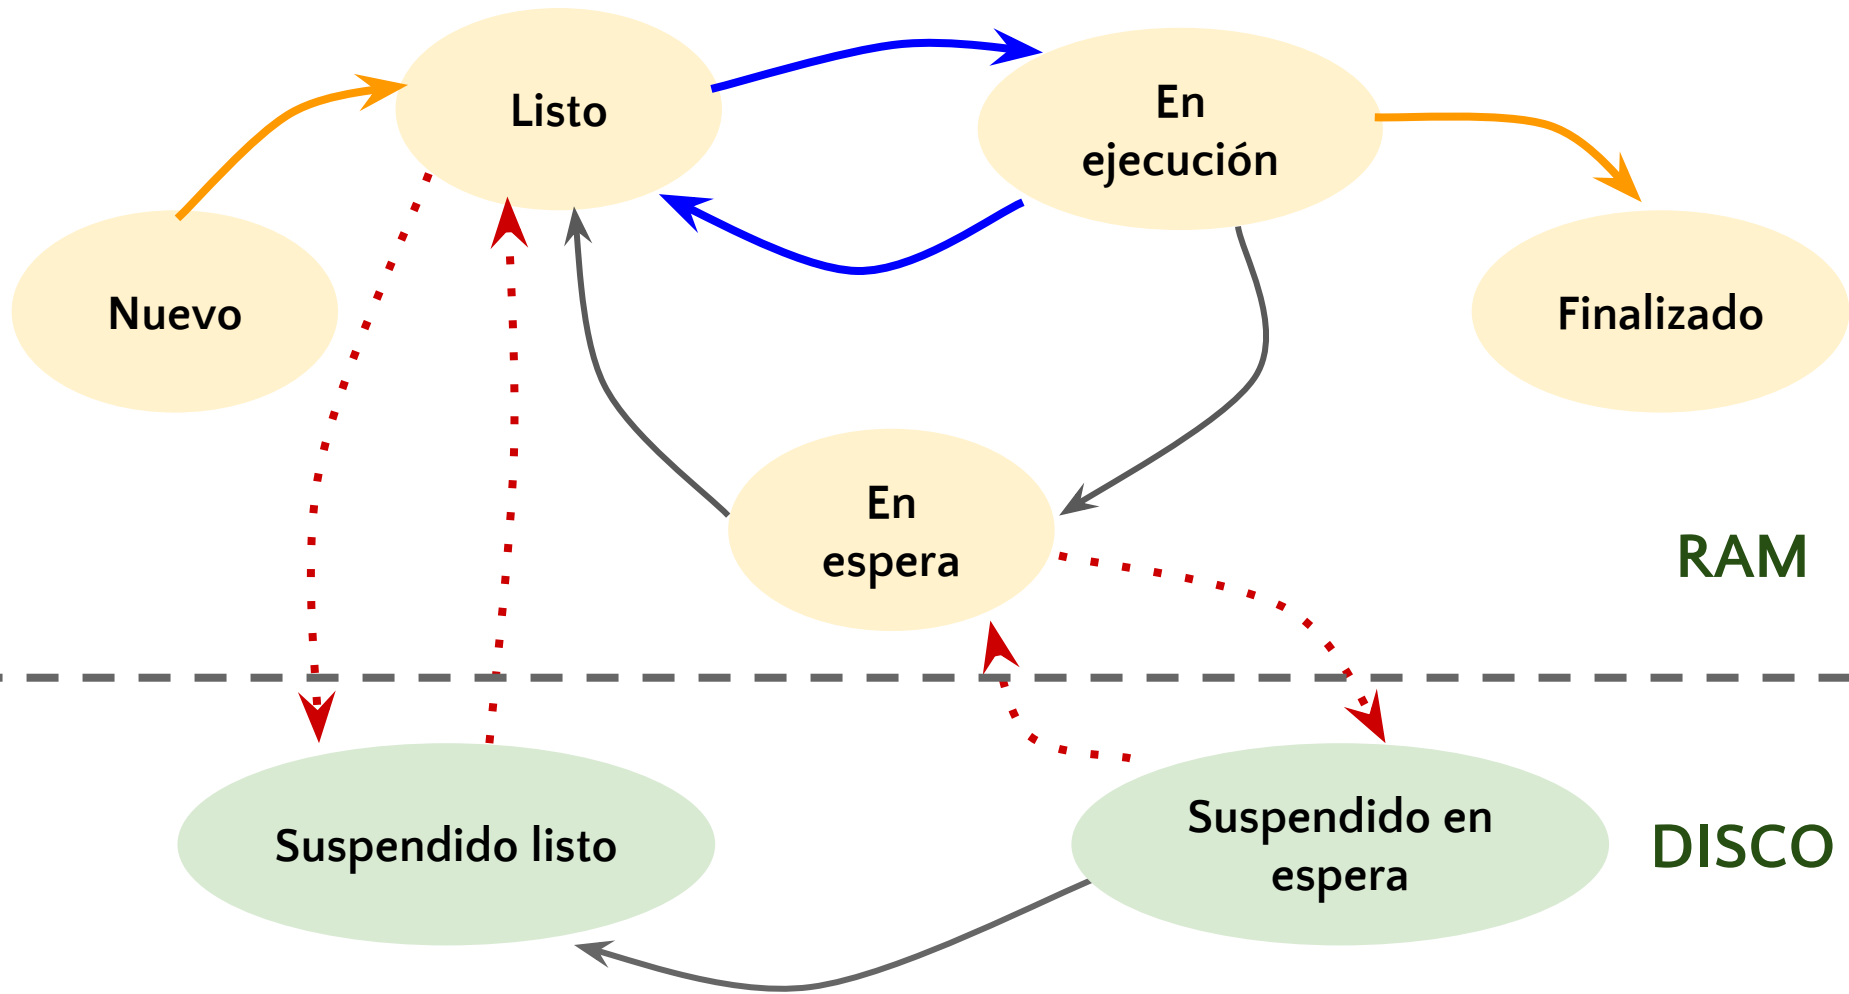 Listo
En
ejecución
Nuevo
Finalizado
En
espera
RAM
Suspendido listo
Suspendido en
espera
DISCO